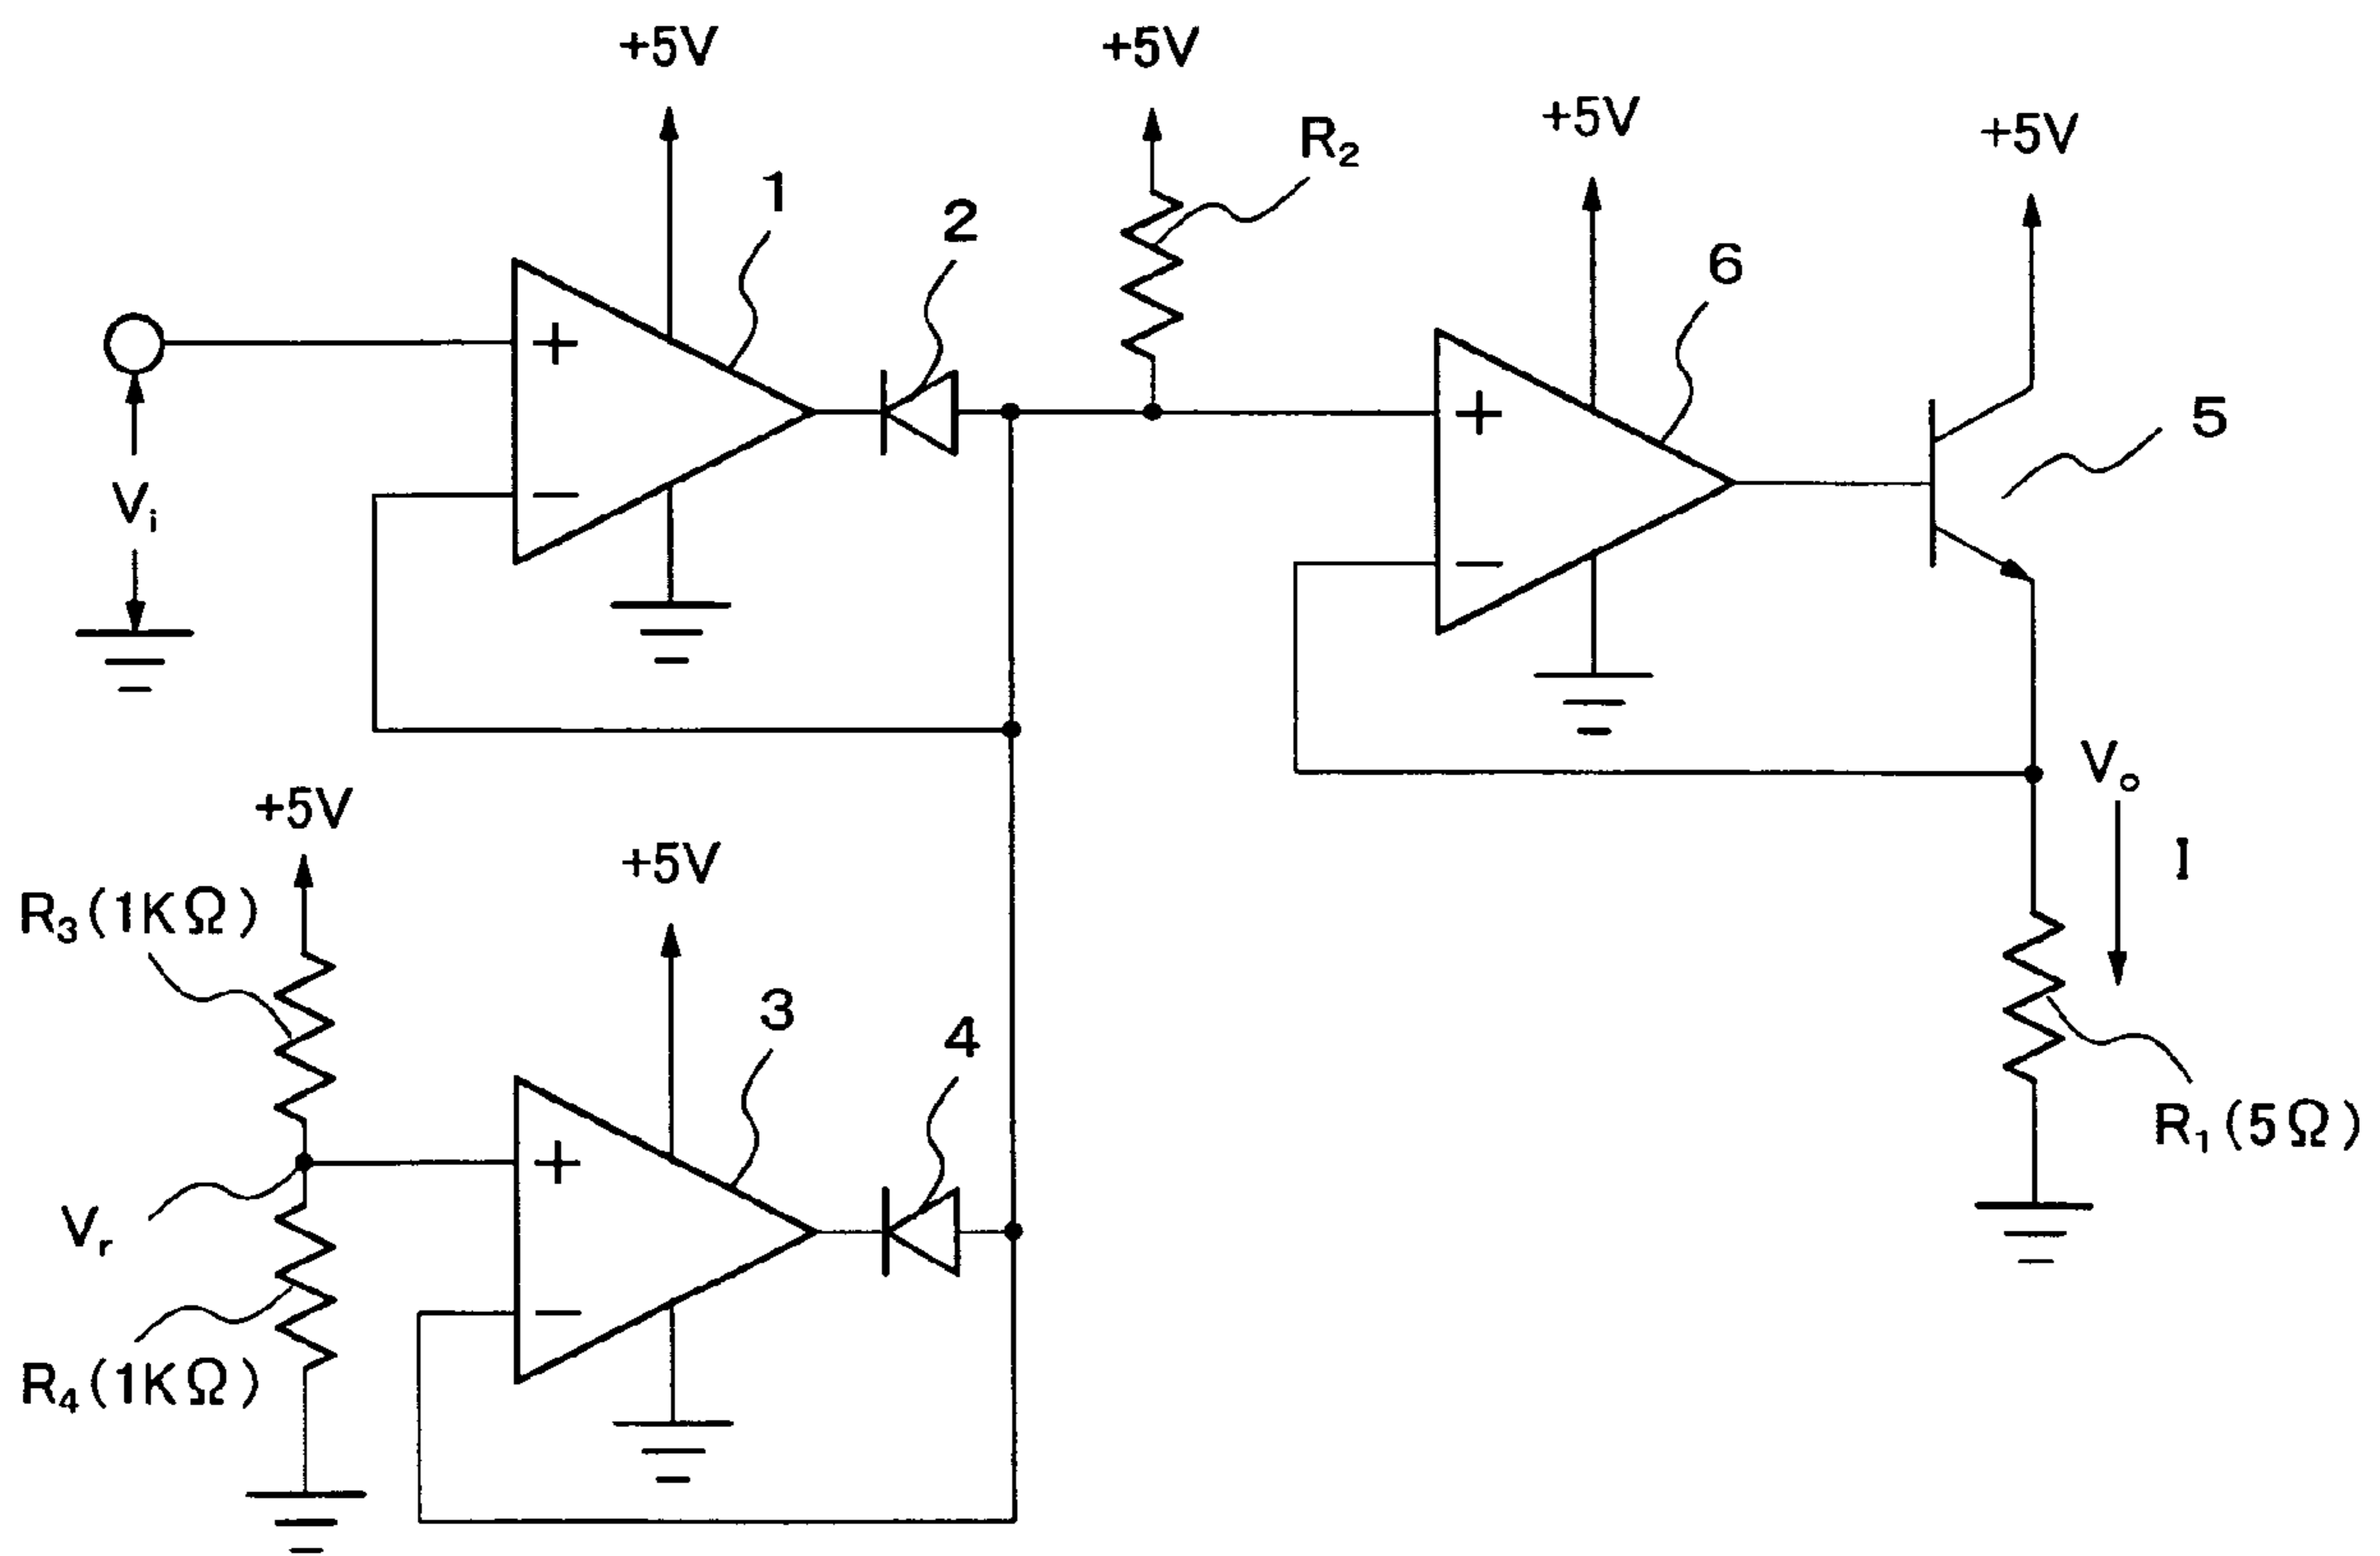 +5V
+5V
+5V
+5V
R₂
1
2
6
5
+
−
+
−
Vᵢ
Vₒ
I
+5V
+5V
R₃(1KΩ)
3
4
R₁(5Ω)
+
−
Vᵣ
R₄(1KΩ)